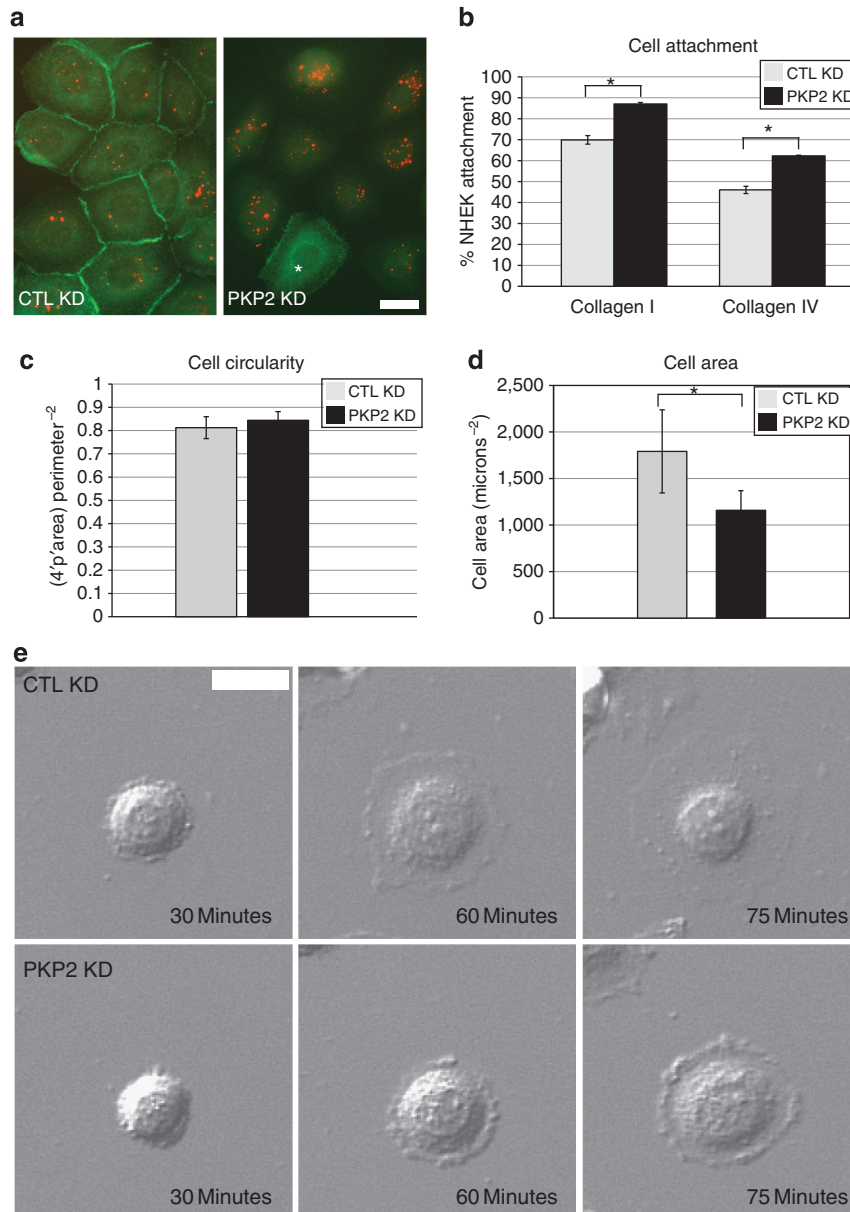 a
CTL KD
PKP2 KD
*
b
Cell attachment
CTL KD
PKP2 KD
% NHEK attachment
100
90
80
70
60
50
40
30
20
10
0
*
*
Collagen I
Collagen IV
c
Cell circularity
CTL KD
PKP2 KD
(4′p′area) perimeter⁻²
1
0.9
0.8
0.7
0.6
0.5
0.4
0.3
0.2
0.1
0
d
Cell area
CTL KD
PKP2 KD
Cell area (microns⁻²)
2,500
2,000
1,500
1,000
500
0
*
e
CTL KD
30 Minutes
60 Minutes
75 Minutes
PKP2 KD
30 Minutes
60 Minutes
75 Minutes